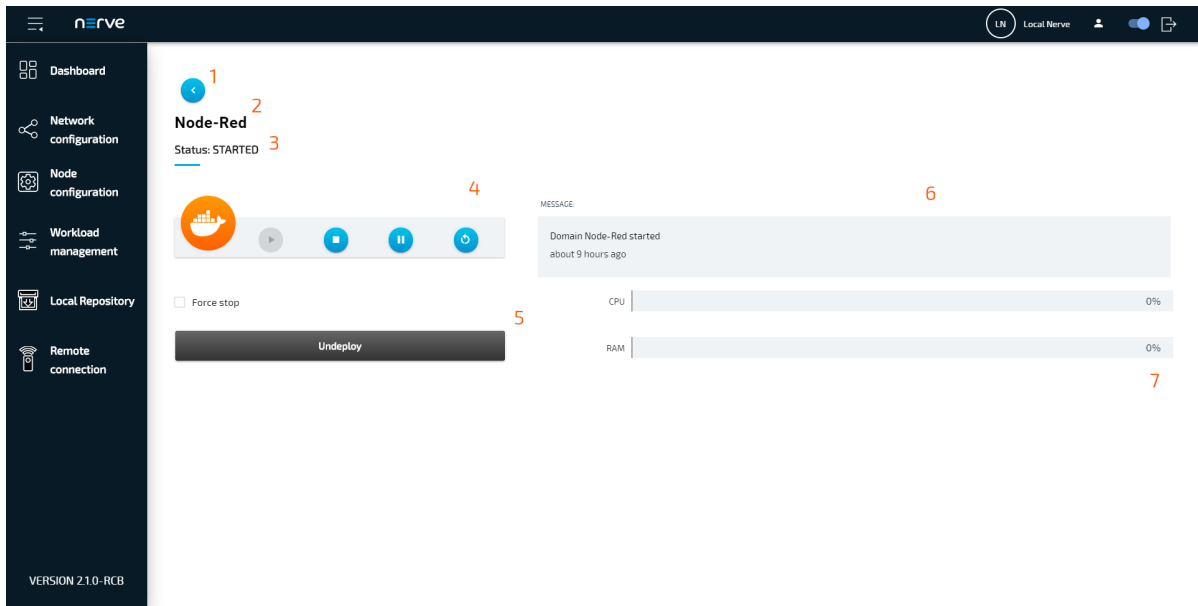 nerve
LN Local Nerve
Dashboard
Network
configuration
Node
configuration
Workload
management
Local Repository
Remote
connection
VERSION 2.1.0-RCB
1
2
Node-Red
3
Status: STARTED
4
Force stop
5
Undeploy
6
MESSAGE:
Domain Node-Red started
about 9 hours ago
CPU 0%
RAM 0%
7